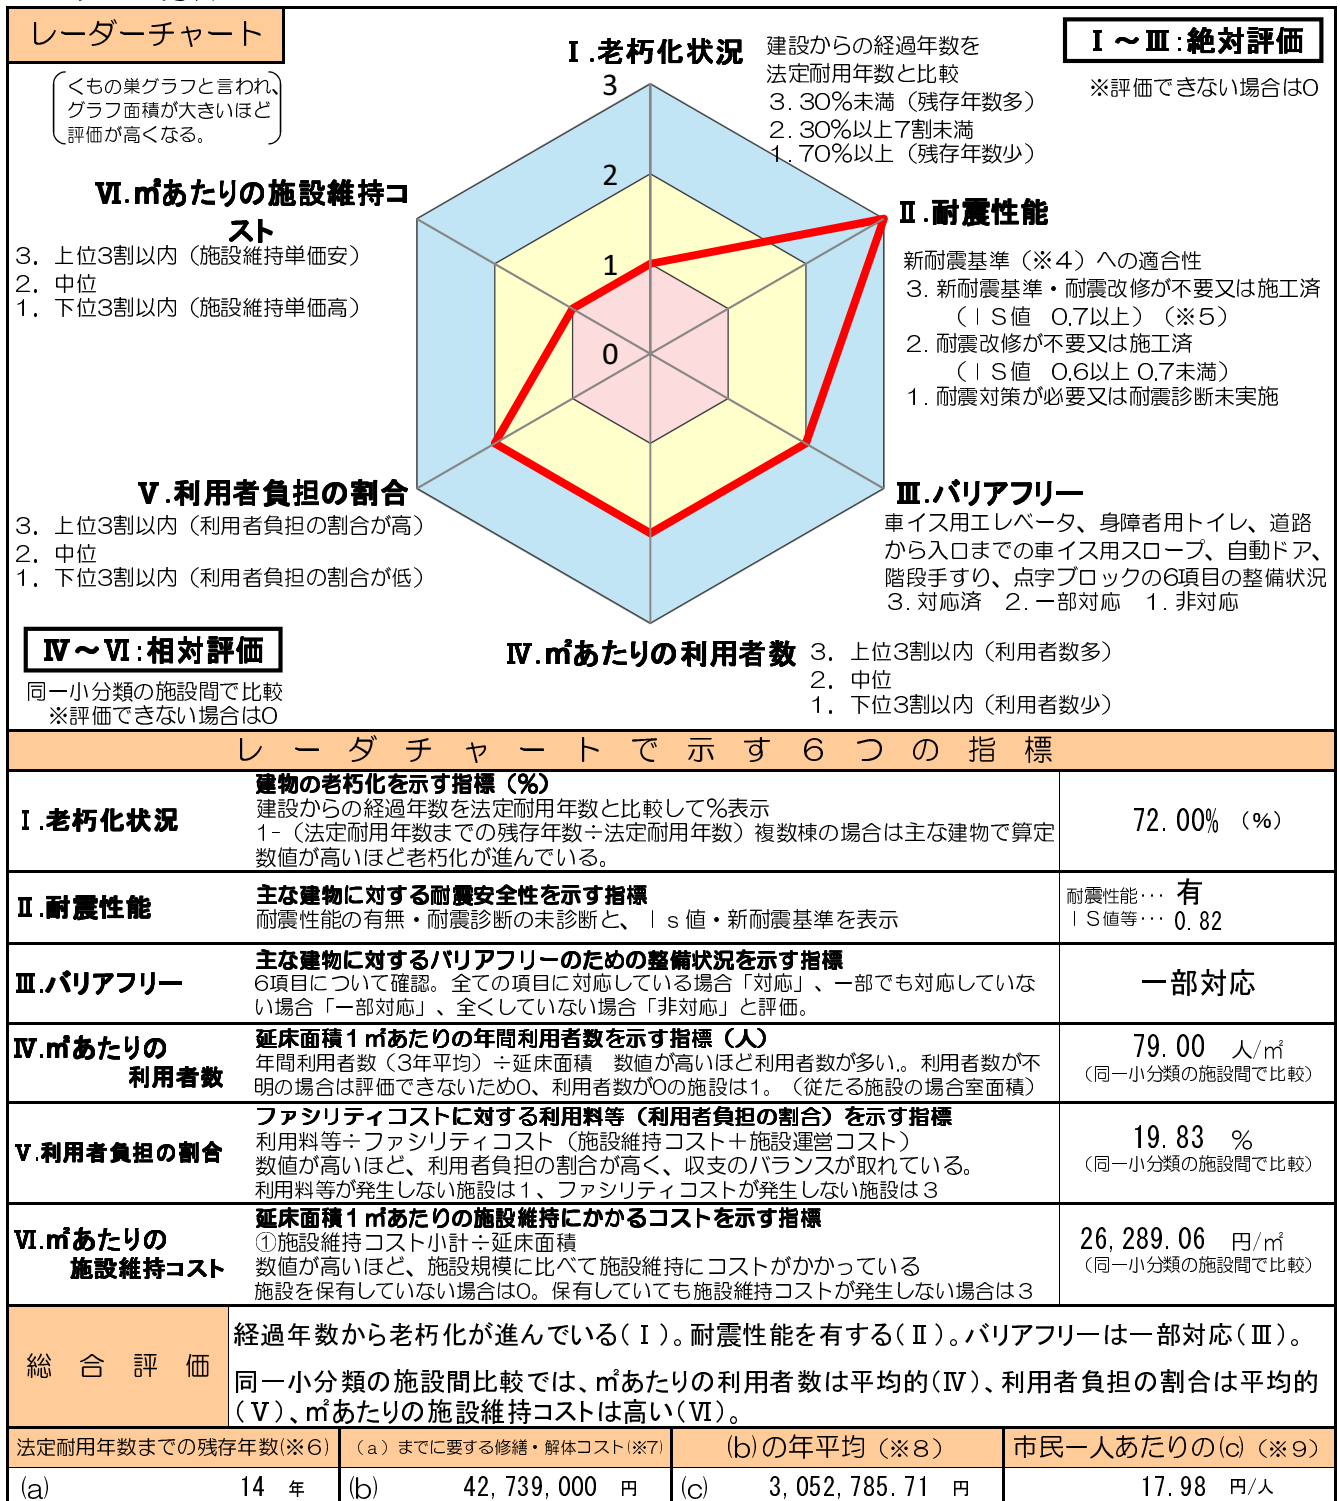 レーダーチャート
くもの巣グラフと言われ、
グラフ面積が大きいほど
評価が高くなる。
Ⅰ.老朽化状況
建設からの経過年数を
法定耐用年数と比較
3. 30%未満（残存年数多）
2. 30%以上7割未満
1. 70%以上（残存年数少）
Ⅰ～Ⅲ:絶対評価
※評価できない場合は0
3
2
1
0
Ⅵ.㎡あたりの施設維持コ
スト
3. 上位3割以内（施設維持単価安）
2. 中位
1. 下位3割以内（施設維持単価高）
Ⅱ.耐震性能
新耐震基準（※4）への適合性
3. 新耐震基準・耐震改修が不要又は施工済
（ＩＳ値　0.7以上）（※5）
2. 耐震改修が不要又は施工済
（ＩＳ値　0.6以上 0.7未満）
1. 耐震対策が必要又は耐震診断未実施
Ⅴ.利用者負担の割合
3. 上位3割以内（利用者負担の割合が高）
2. 中位
1. 下位3割以内（利用者負担の割合が低）
Ⅲ.バリアフリー
車イス用エレベータ、身障者用トイレ、道路
から入口までの車イス用スロープ、自動ドア、
階段手すり、点字ブロックの6項目の整備状況
3. 対応済　2. 一部対応　1. 非対応
Ⅳ～Ⅵ:相対評価
同一小分類の施設間で比較
※評価できない場合は0
Ⅳ.㎡あたりの利用者数
3. 上位3割以内（利用者数多）
2. 中位
1. 下位3割以内（利用者数少）
レーダチャートで示す６つの指標
Ⅰ.老朽化状況
建物の老朽化を示す指標（％）
建設からの経過年数を法定耐用年数と比較して％表示
1-（法定耐用年数までの残存年数÷法定耐用年数）複数棟の場合は主な建物で算定
数値が高いほど老朽化が進んでいる。
72.00%（％）
Ⅱ.耐震性能
主な建物に対する耐震安全性を示す指標
耐震性能の有無・耐震診断の未診断と、Ｉｓ値・新耐震基準を表示
耐震性能… 有
ＩＳ値等… 0.82
Ⅲ.バリアフリー
主な建物に対するバリアフリーのための整備状況を示す指標
6項目について確認。全ての項目に対応している場合「対応」、一部でも対応していな
い場合「一部対応」、全くしていない場合「非対応」と評価。
一部対応
Ⅳ.㎡あたりの
利用者数
延床面積１㎡あたりの年間利用者数を示す指標（人）
年間利用者数（3年平均）÷延床面積　数値が高いほど利用者数が多い。利用者数が不
明の場合は評価できないため0、利用者数が0の施設は1。（従たる施設の場合室面積）
79.00 人/㎡
（同一小分類の施設間で比較）
Ⅴ.利用者負担の割合
ファシリティコストに対する利用料等（利用者負担の割合）を示す指標
利用料等÷ファシリティコスト（施設維持コスト＋施設運営コスト）
数値が高いほど、利用者負担の割合が高く、収支のバランスが取れている。
利用料等が発生しない施設は１、ファシリティコストが発生しない施設は３
19.83 %
（同一小分類の施設間で比較）
Ⅵ.㎡あたりの
施設維持コスト
延床面積１㎡あたりの施設維持にかかるコストを示す指標
①施設維持コスト小計÷延床面積
数値が高いほど、施設規模に比べて施設維持にコストがかかっている
施設を保有していない場合は0。保有していても施設維持コストが発生しない場合は３
26,289.06 円/㎡
（同一小分類の施設間で比較）
総合評価
経過年数から老朽化が進んでいる(Ⅰ)。耐震性能を有する(Ⅱ)。バリアフリーは一部対応(Ⅲ)。
同一小分類の施設間比較では、㎡あたりの利用者数は平均的(Ⅳ)、利用者負担の割合は平均的
(Ⅴ)、㎡あたりの施設維持コストは高い(Ⅵ)。
法定耐用年数までの残存年数(※6)
（a）までに要する修繕・解体コスト(※7)
(b)の年平均（※8）
市民一人あたりの(c)（※9）
(a) 14 年
(b) 42,739,000 円
(c) 3,052,785.71 円
17.98 円/人